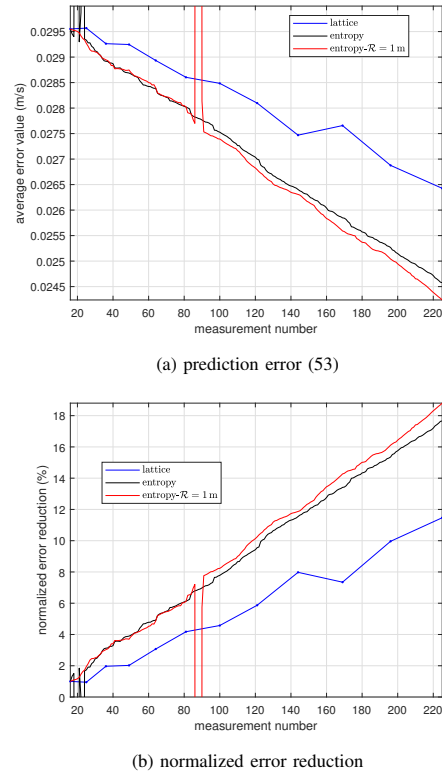 0.0295
0.029
0.0285
0.028
0.0275
0.027
0.0265
0.026
0.0255
0.025
0.0245
average error value (m/s)
lattice
entropy
entropy-ℛ = 1 m
20 40 60 80 100 120 140 160 180 200 220
measurement number
(a) prediction error (53)
18
16
14
12
10
8
6
4
2
0
normalized error reduction (%)
lattice
entropy
entropy-ℛ = 1 m
20 40 60 80 100 120 140 160 180 200 220
measurement number
(b) normalized error reduction